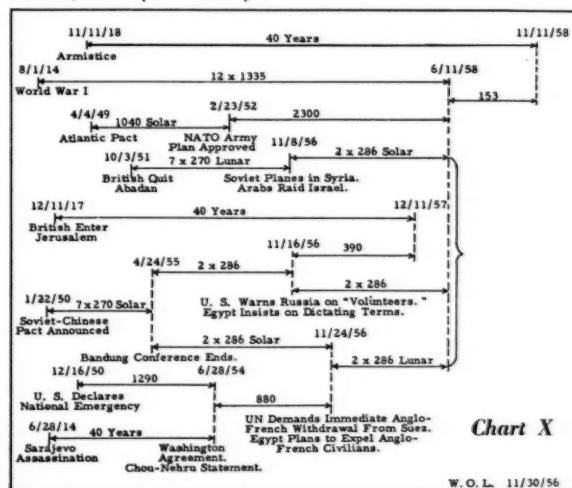 11/11/18 11/11/58
40 Years
Armistice
8/1/14 12 x 1335 6/11/58
World War I
153
2/23/52
4/4/49 1040 Solar 2300
Atlantic Pact NATO Army
Plan Approved 11/8/56
10/3/51 7 x 270 Lunar 2 x 286 Solar
British Quit Soviet Planes in Syria.
Abadan Arabs Raid Israel.
12/11/17 40 Years 12/11/57
British Enter
Jerusalem
11/16/56 390
4/24/55 2 x 286
2 x 286
1/22/50 7x270 Solar U. S. Warns Russia on "Volunteers."
Egypt Insists on Dictating Terms.
Soviet-Chinese
Pact Announced
2 x 286 Solar 11/24/56
Bandung Conference Ends.
12/16/50 1290 6/28/54 2 x 286 Lunar
U. S. Declares
National Emergency
880
UN Demands Immediate Anglo-
French Withdrawal From Suez.
Egypt Plans to Expel Anglo-
French Civilians.
6/28/14 40 Years
Sarajevo Washington
Assassination Agreement.
Chou-Nehru Statement.
Chart X
W. O. L. 11/30/56